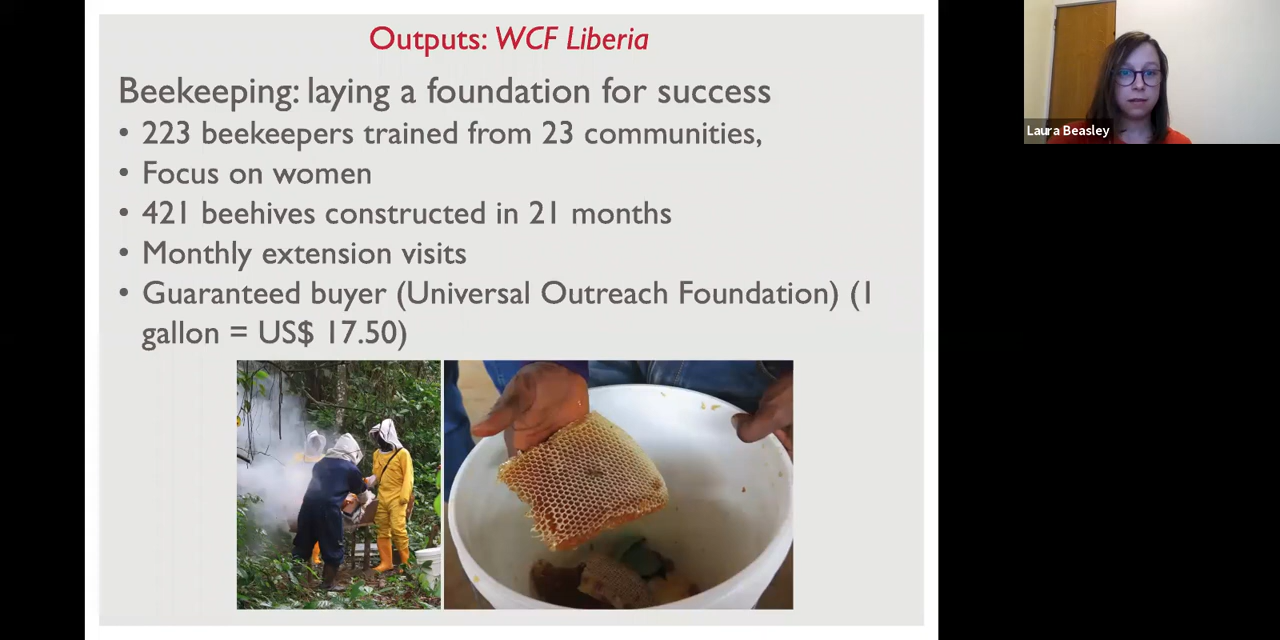 Outputs: WCF Liberia
Beekeeping: laying a foundation for success
• 223 beekeepers trained from 23 communities,
• Focus on women
• 421 beehives constructed in 21 months
• Monthly extension visits
• Guaranteed buyer (Universal Outreach Foundation) (1
gallon = US$ 17.50)
Laura Beasley